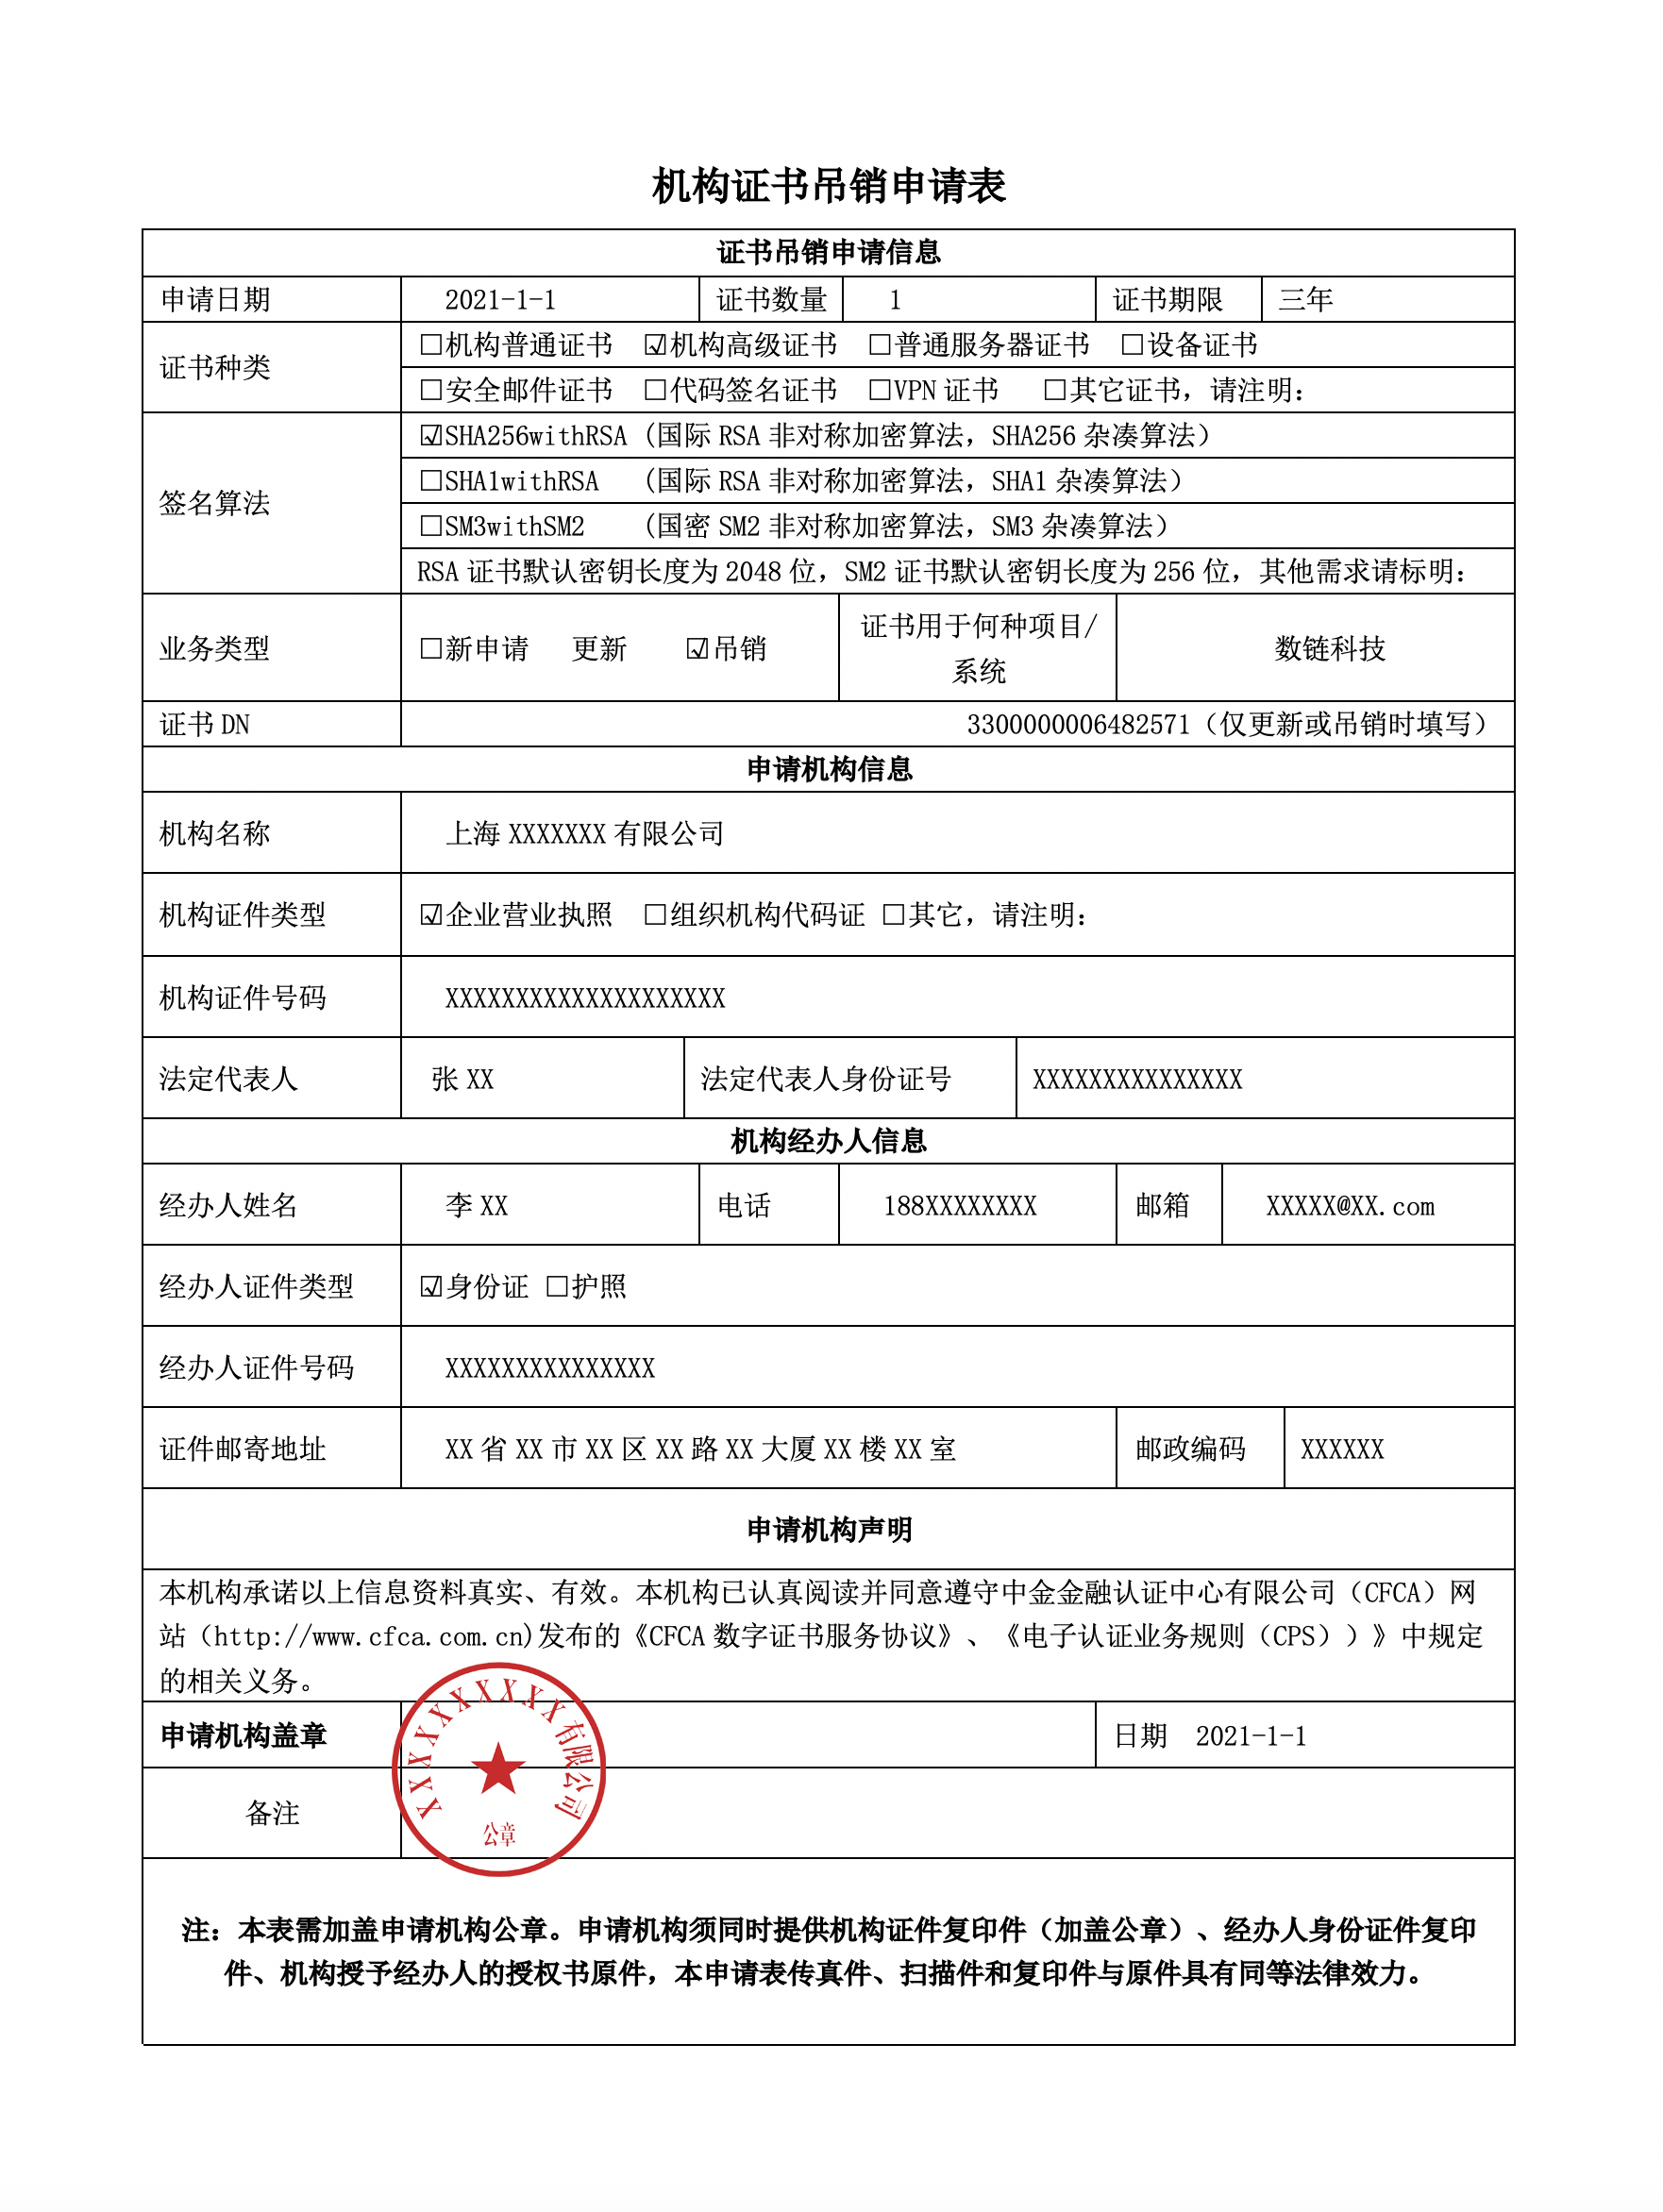 机构证书吊销申请表
证书吊销申请信息
申请日期 2021-1-1 证书数量 1 证书期限 三年
证书种类
☐机构普通证书 ☑机构高级证书 ☐普通服务器证书 ☐设备证书
☐安全邮件证书 ☐代码签名证书 ☐VPN 证书 ☐其它证书，请注明：
签名算法
☑SHA256withRSA（国际 RSA 非对称加密算法，SHA256 杂凑算法）
☐SHA1withRSA （国际 RSA 非对称加密算法，SHA1 杂凑算法）
☐SM3withSM2 （国密 SM2 非对称加密算法，SM3 杂凑算法）
RSA 证书默认密钥长度为 2048 位，SM2 证书默认密钥长度为 256 位，其他需求请标明：
业务类型 ☐新申请 更新 ☑吊销
证书用于何种项目/
系统
数链科技
证书 DN 3300000006482571（仅更新或吊销时填写）
申请机构信息
机构名称 上海 XXXXXXX 有限公司
机构证件类型 ☑企业营业执照 ☐组织机构代码证 ☐其它，请注明：
机构证件号码 XXXXXXXXXXXXXXXXXXXX
法定代表人 张 XX 法定代表人身份证号 XXXXXXXXXXXXXXX
机构经办人信息
经办人姓名 李 XX 电话 188XXXXXXXX 邮箱 XXXXX@XX.com
经办人证件类型 ☑身份证 ☐护照
经办人证件号码 XXXXXXXXXXXXXXX
证件邮寄地址 XX 省 XX 市 XX 区 XX 路 XX 大厦 XX 楼 XX 室 邮政编码 XXXXXX
申请机构声明
本机构承诺以上信息资料真实、有效。本机构已认真阅读并同意遵守中金金融认证中心有限公司（CFCA）网
站（http://www.cfca.com.cn)发布的《CFCA 数字证书服务协议》、《电子认证业务规则（CPS））》中规定
的相关义务。
申请机构盖章 日期 2021-1-1
XXXXXXXXXX有限公司
公章
备注
注：本表需加盖申请机构公章。申请机构须同时提供机构证件复印件（加盖公章）、经办人身份证件复印
件、机构授予经办人的授权书原件，本申请表传真件、扫描件和复印件与原件具有同等法律效力。